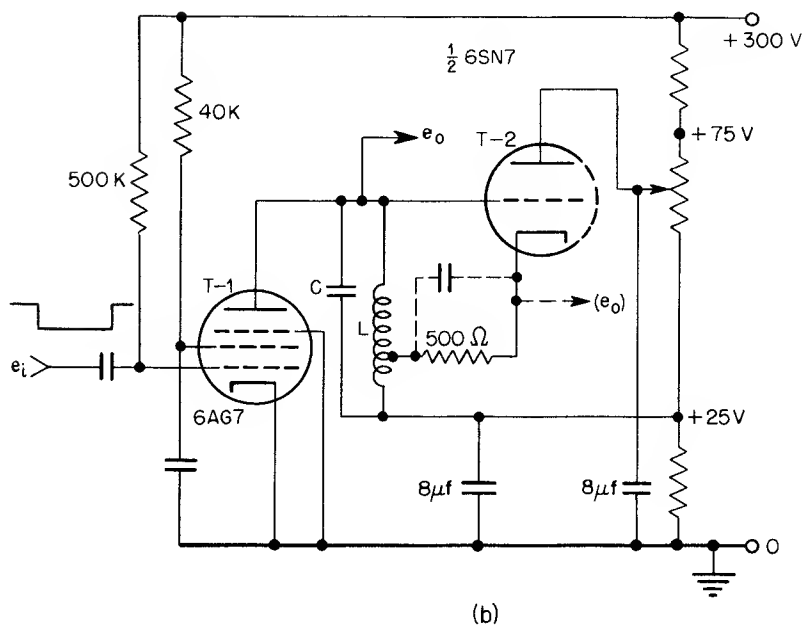 +300 V
½ 6SN7
40K
e₀
T-2
+75 V
500 K
T-1
C
(e₀)
L
500 Ω
eᵢ
6AG7
+25V
8μf
8μf
0
(b)